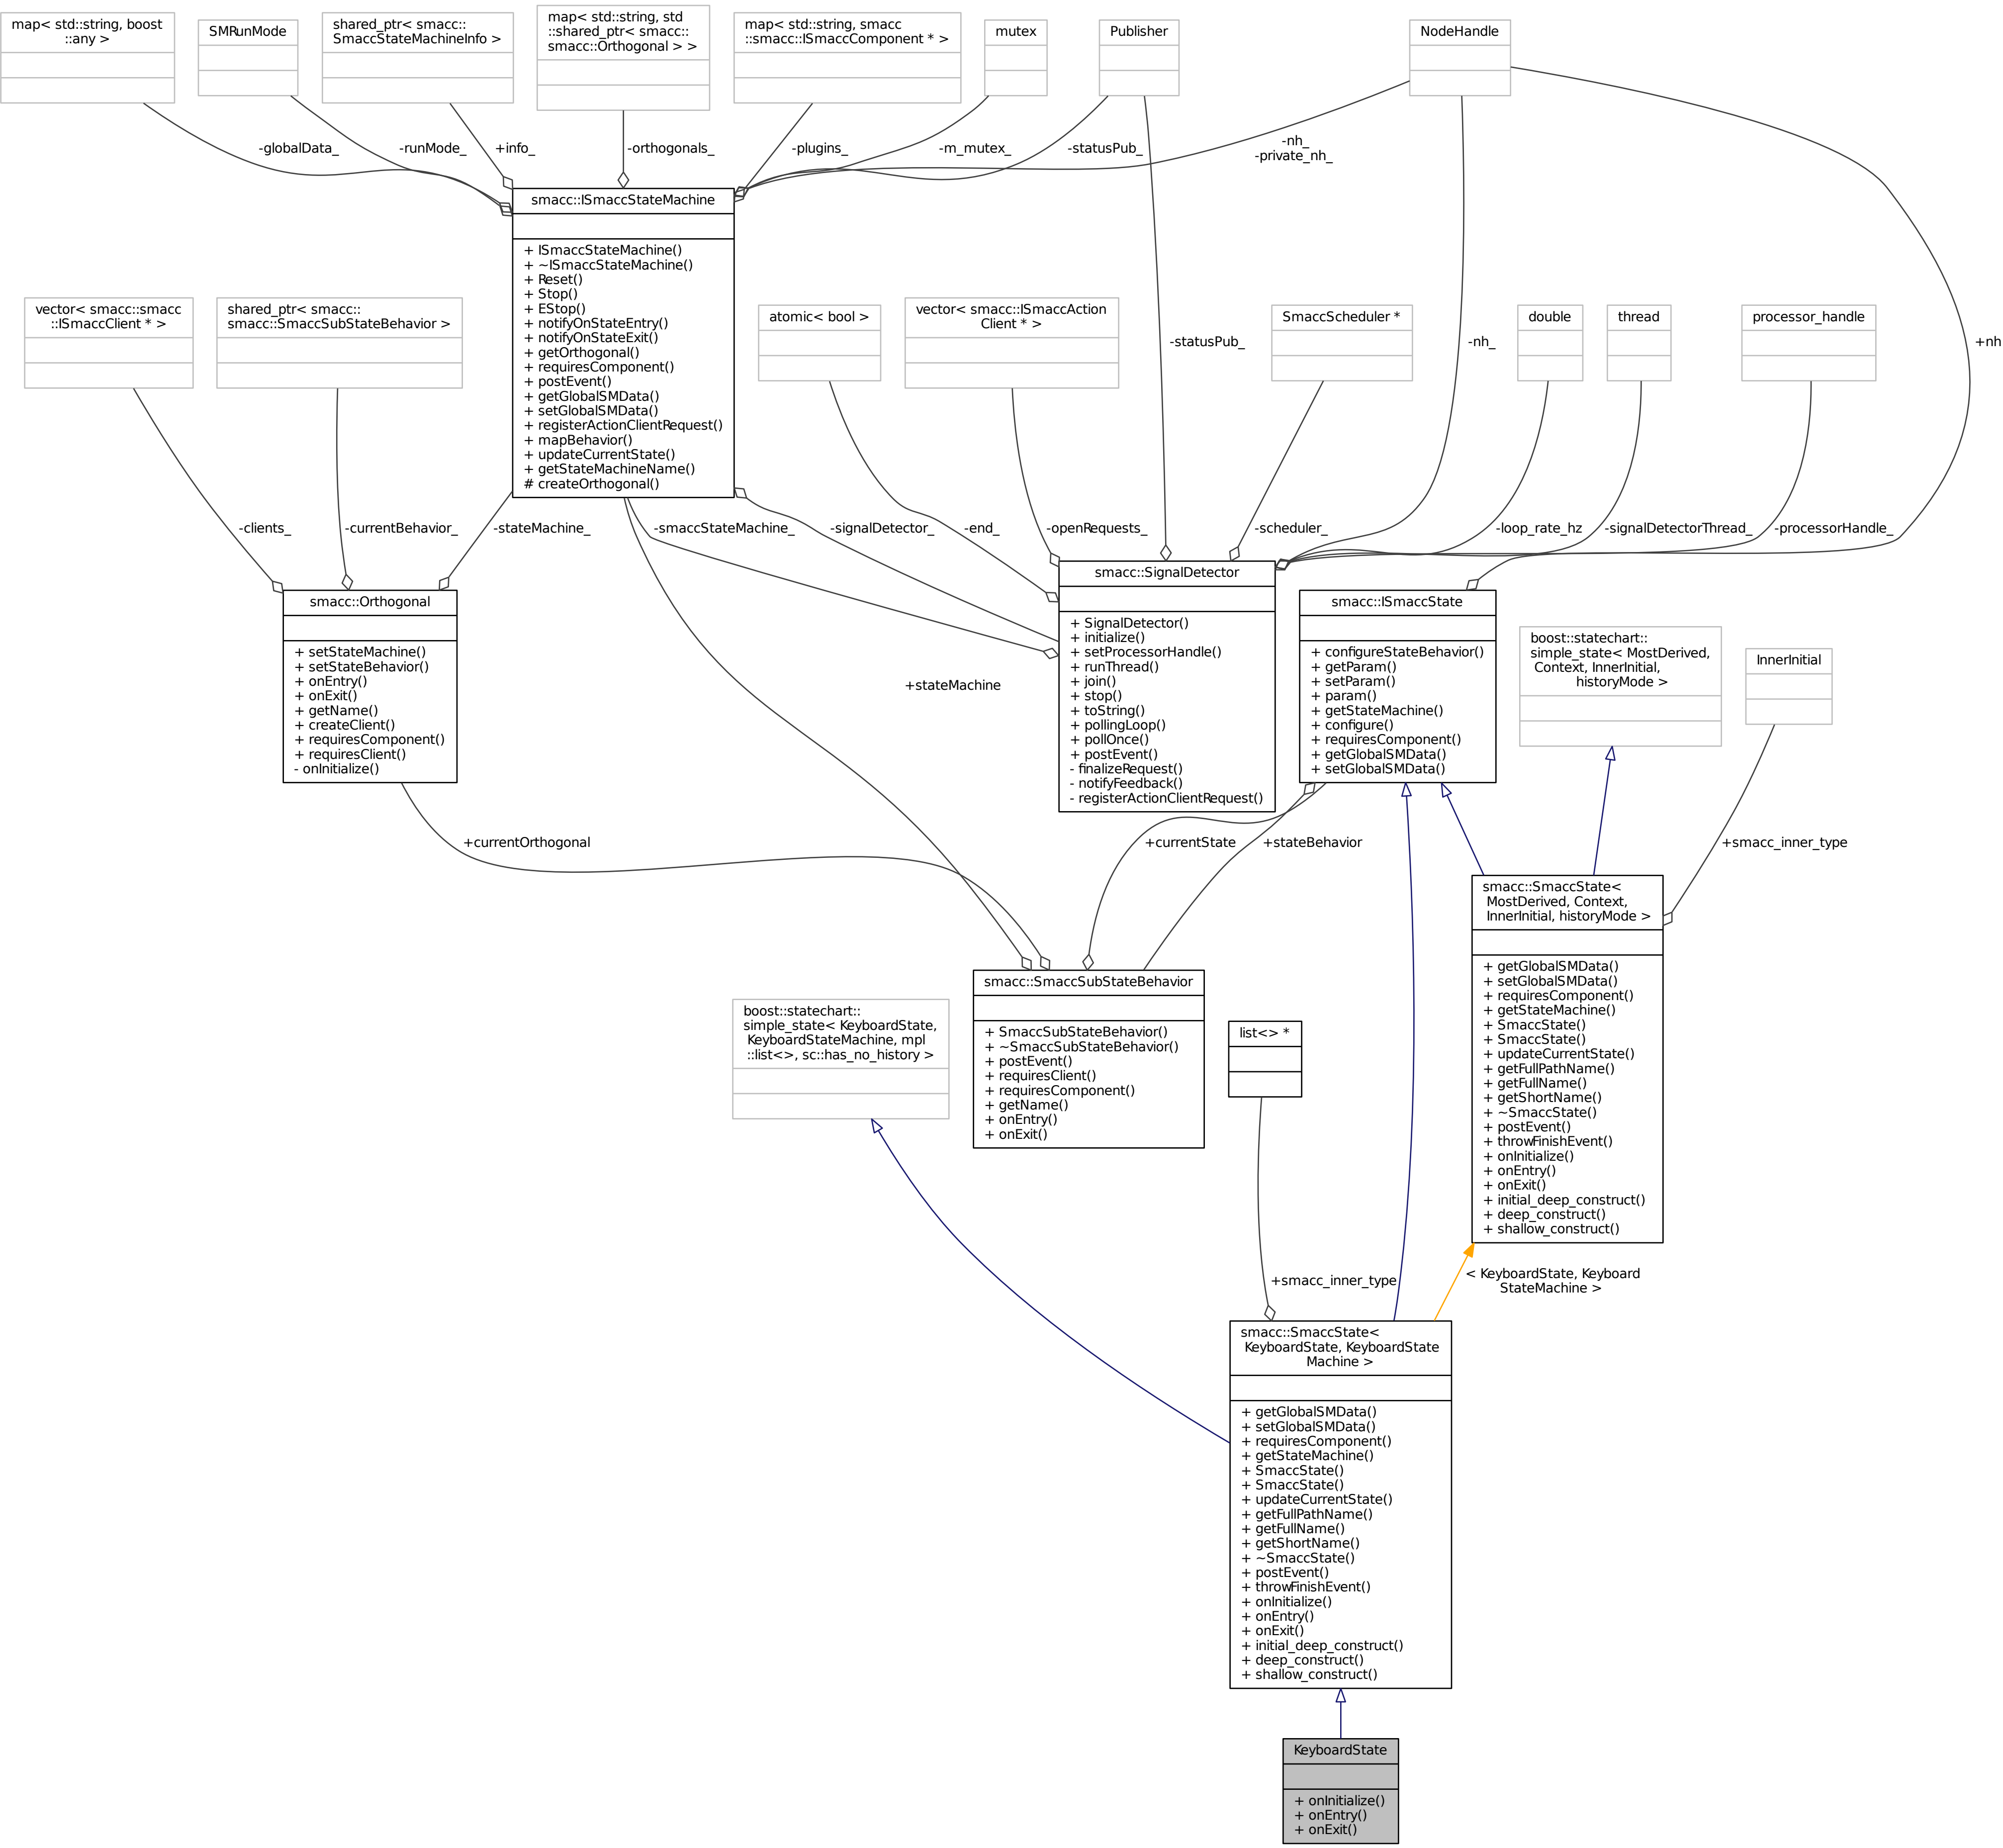 map< std::string, boost
::any >
SMRunMode
shared_ptr< smacc::
SmaccStateMachineInfo >
map< std::string, std
::shared_ptr< smacc::
smacc::Orthogonal > >
map< std::string, smacc
::smacc::ISmaccComponent * >
mutex
Publisher
NodeHandle
-globalData_
-runMode_
+info_
-orthogonals_
-plugins_
-m_mutex_
-statusPub_
-nh_
-private_nh_
smacc::ISmaccStateMachine
+ ISmaccStateMachine()
+ ~ISmaccStateMachine()
+ Reset()
+ Stop()
+ EStop()
+ notifyOnStateEntry()
+ notifyOnStateExit()
+ getOrthogonal()
+ requiresComponent()
+ postEvent()
+ getGlobalSMData()
+ setGlobalSMData()
+ registerActionClientRequest()
+ mapBehavior()
+ updateCurrentState()
+ getStateMachineName()
# createOrthogonal()
vector< smacc::smacc
::ISmaccClient * >
shared_ptr< smacc::
smacc::SmaccSubStateBehavior >
atomic< bool >
vector< smacc::ISmaccAction
Client * >
SmaccScheduler *
double
thread
processor_handle
-statusPub_
-nh_
+nh
-clients_
-currentBehavior_
-stateMachine_
-smaccStateMachine_
-signalDetector_
-end_
-openRequests_
-scheduler_
-loop_rate_hz
-signalDetectorThread_
-processorHandle_
smacc::Orthogonal
+ setStateMachine()
+ setStateBehavior()
+ onEntry()
+ onExit()
+ getName()
+ createClient()
+ requiresComponent()
+ requiresClient()
- onInitialize()
smacc::SignalDetector
+ SignalDetector()
+ initialize()
+ setProcessorHandle()
+ runThread()
+ join()
+ stop()
+ toString()
+ pollingLoop()
+ pollOnce()
+ postEvent()
- finalizeRequest()
- notifyFeedback()
- registerActionClientRequest()
smacc::ISmaccState
+ configureStateBehavior()
+ getParam()
+ setParam()
+ param()
+ getStateMachine()
+ configure()
+ requiresComponent()
+ getGlobalSMData()
+ setGlobalSMData()
boost::statechart::
simple_state< MostDerived,
Context, InnerInitial,
historyMode >
InnerInitial
+stateMachine
+currentOrthogonal
+currentState
+stateBehavior
+smacc_inner_type
smacc::SmaccState<
MostDerived, Context,
InnerInitial, historyMode >
+ getGlobalSMData()
+ setGlobalSMData()
+ requiresComponent()
+ getStateMachine()
+ SmaccState()
+ SmaccState()
+ updateCurrentState()
+ getFullPathName()
+ getFullName()
+ getShortName()
+ ~SmaccState()
+ postEvent()
+ throwFinishEvent()
+ onInitialize()
+ onEntry()
+ onExit()
+ initial_deep_construct()
+ deep_construct()
+ shallow_construct()
smacc::SmaccSubStateBehavior
+ SmaccSubStateBehavior()
+ ~SmaccSubStateBehavior()
+ postEvent()
+ requiresClient()
+ requiresComponent()
+ getName()
+ onEntry()
+ onExit()
boost::statechart::
simple_state< KeyboardState,
KeyboardStateMachine, mpl
::list<>, sc::has_no_history >
list<> *
+smacc_inner_type
< KeyboardState, Keyboard
StateMachine >
smacc::SmaccState<
KeyboardState, KeyboardState
Machine >
+ getGlobalSMData()
+ setGlobalSMData()
+ requiresComponent()
+ getStateMachine()
+ SmaccState()
+ SmaccState()
+ updateCurrentState()
+ getFullPathName()
+ getFullName()
+ getShortName()
+ ~SmaccState()
+ postEvent()
+ throwFinishEvent()
+ onInitialize()
+ onEntry()
+ onExit()
+ initial_deep_construct()
+ deep_construct()
+ shallow_construct()
KeyboardState
+ onInitialize()
+ onEntry()
+ onExit()